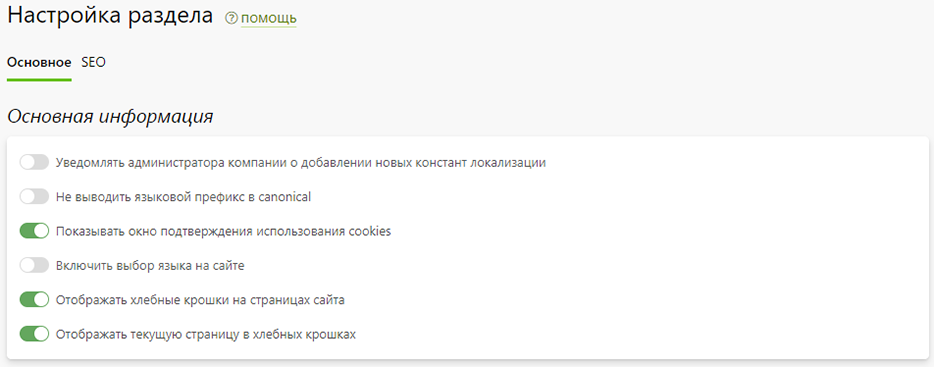 Настройка раздела ? помощь
Основное SEO
Основная информация
Уведомлять администратора компании о добавлении новых констант локализации
Не выводить языковой префикс в canonical
Показывать окно подтверждения использования cookies
Включить выбор языка на сайте
Отображать хлебные крошки на страницах сайта
Отображать текущую страницу в хлебных крошках